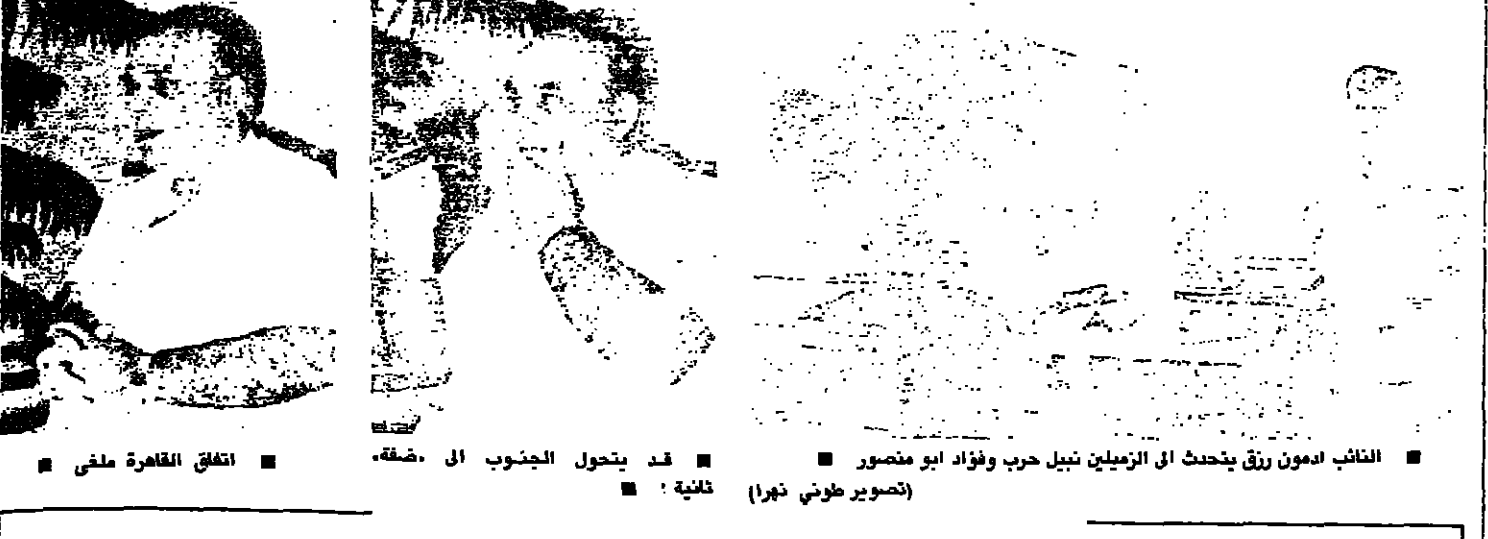 ■ النائب ادمون رزق يتحدث الى الزميلين نبيل حرب وفؤاد ابو منصور ■
(تصوير طوني نهرا)
■ قد يتحول الجنوب الى «ضفة»
ثانية ! ■
■ اتفاق القاهرة ملغى ■